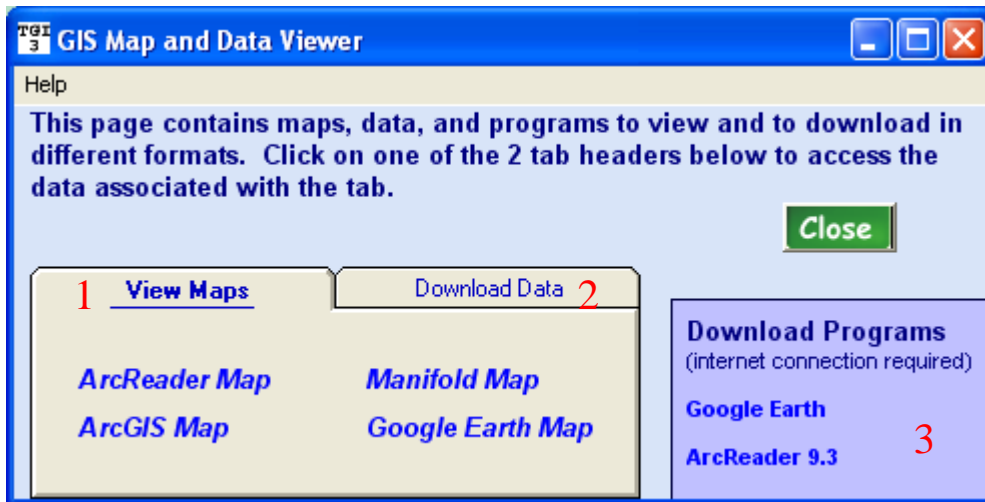 TGI
3
GIS Map and Data Viewer
Help
This page contains maps, data, and programs to view and to download in
different formats. Click on one of the 2 tab headers below to access the
data associated with the tab.
Close
1 View Maps
Download Data 2
ArcReader Map
Manifold Map
ArcGIS Map
Google Earth Map
Download Programs
(internet connection required)
Google Earth
3
ArcReader 9.3